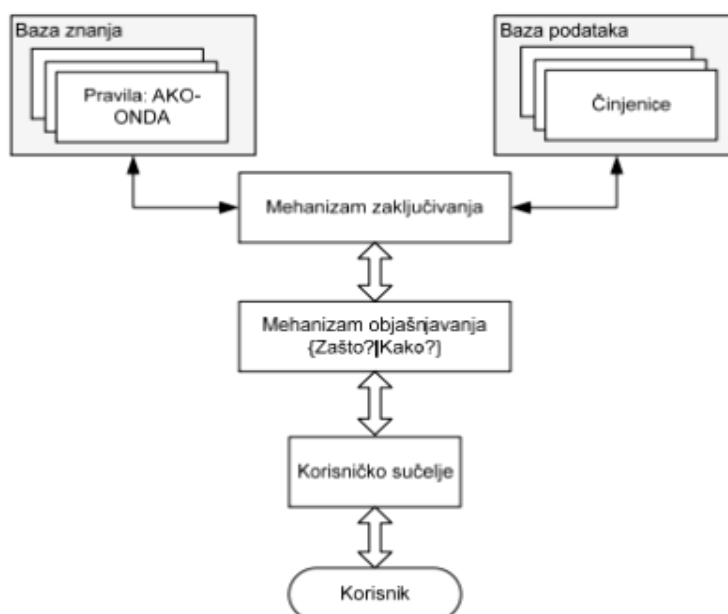 Baza znanja
Pravila: AKO-
ONDA
Baza podataka
Činjenice
Mehanizam zaključivanja
Mehanizam objašnjavanja
{Zašto?|Kako?}
Korisničko sučelje
Korisnik